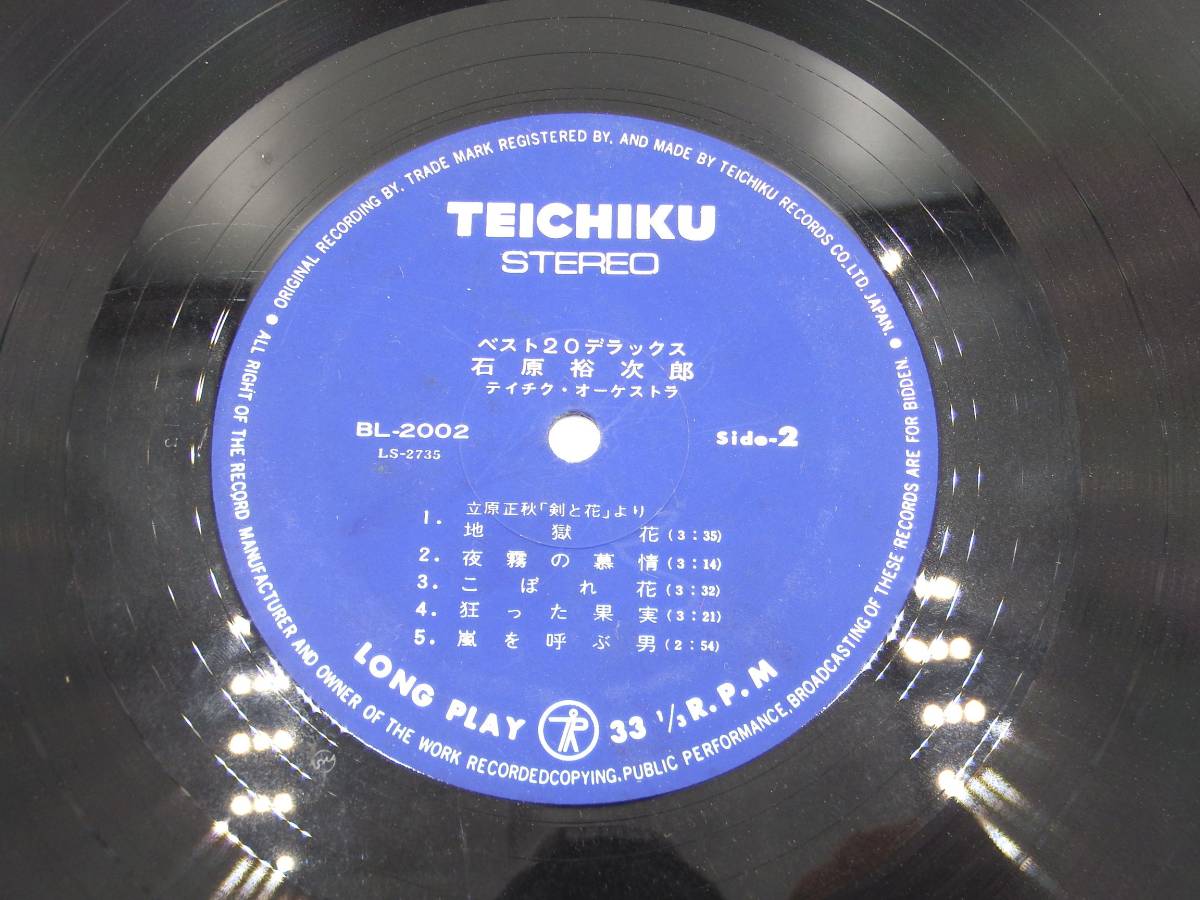 ORIGINAL RECORDING BY. TRADE MARK REGISTERED BY. AND MADE BY TEICHIKU RECORDS CO.LTD. JAPAN.
TEICHIKU
STEREO
ベスト20デラックス
石原裕次郎
テイチク・オーケストラ
BL-2002
LS-2735
Side-2
1. 立原正秋「剣と花」より
地獄花(3:35)
2. 夜霧の慕情(3:14)
3. こぼれ花(3:32)
4. 狂った果実(3:21)
5. 嵐を呼ぶ男(2:54)
LONG PLAY TR 33 1/3 R.P.M
ALL RIGHT OF THE RECORD MANUFACTURER AND OWNER OF THE WORK RECORDEDCOPYING.PUBLIC PERFORMANCE.BROADCASTING OF THESE RECORDS ARE FOR BIDDEN.